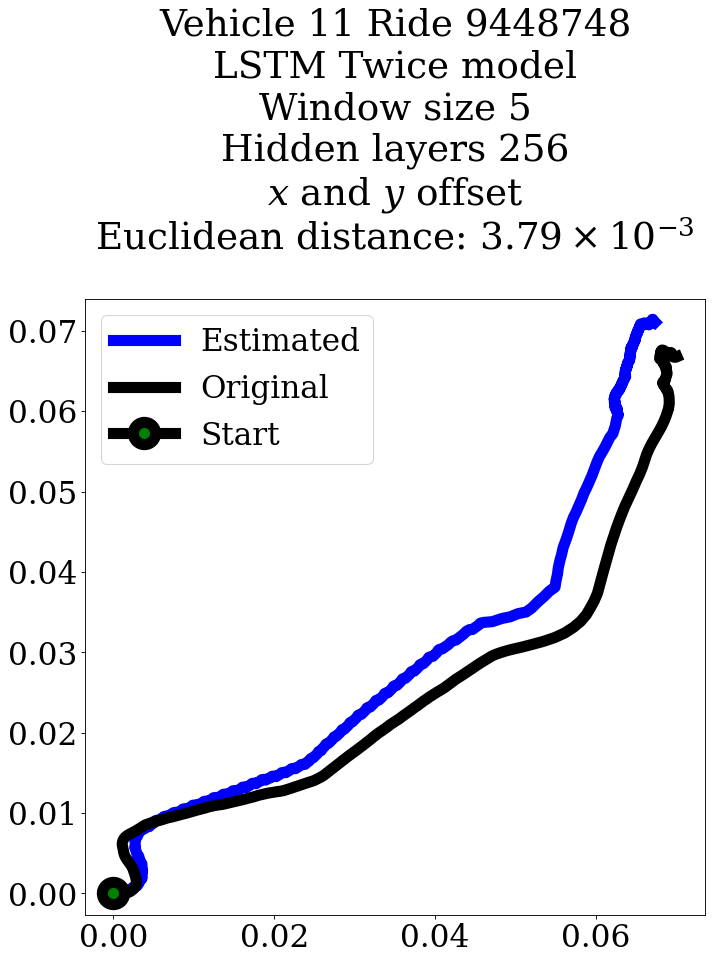 Vehicle 11 Ride 9448748
LSTM Twice model
Window size 5
Hidden layers 256
x and y offset
Euclidean distance: 3.79 × 10⁻³
Estimated
Original
Start
0.07
0.06
0.05
0.04
0.03
0.02
0.01
0.00
0.00 0.02 0.04 0.06